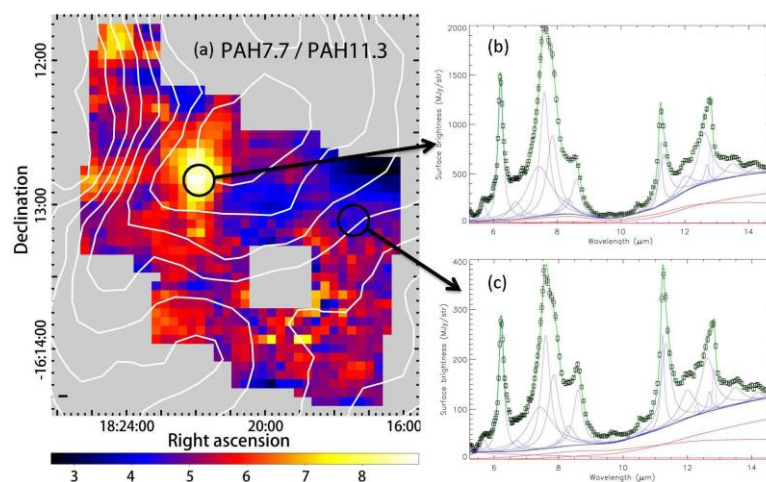 (a) PAH7.7 / PAH11.3
Declination
12:00
13:00
-16:14:00
18:24:00
20:00
16:00
Right ascension
3 4 5 6 7 8
(b)
Surface brightness (MJy/str)
2000
1500
1000
500
0
6 8 10 12 14
Wavelength (μm)
(c)
Surface brightness (MJy/str)
400
300
200
100
0
6 8 10 12 14
Wavelength (μm)